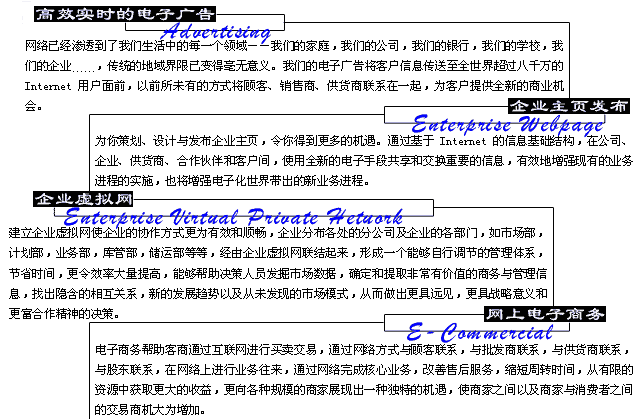 高效实时的电子广告
Advertising
网络已经渗透到了我们生活中的每一个领域－－我们的家庭，我们的公司，我们的银行，我们的学校，我
们的企业……，传统的地域界限已变得毫无意义。我们的电子广告将客户信息传送至全世界超过八千万的
Internet 用户面前，以前所未有的方式将顾客、销售商、供货商联系在一起，为客户提供全新的商业机
会。
企业主页发布
Enterprise Webpage
为你策划、设计与发布企业主页，令你得到更多的机遇。通过基于 Internet 的信息基础结构，在公司、
企业、供货商、合作伙伴和客户间，使用全新的电子手段共享和交换重要的信息，有效地增强现有的业务
进程的实施，也将增强电子化世界带出的新业务进程。
企业虚拟网
Enterprise Virtual Private Hetwork
建立企业虚拟网使企业的协作方式更为有效和顺畅，企业分布各处的分公司及企业的各部门，如市场部，
计划部，业务部，库管部，储运部等等，经由企业虚拟网联结起来，形成一个能够自行调节的管理体系，
节省时间，更令效率大量提高，能够帮助决策人员发掘市场数据，确定和提取非常有价值的商务与管理信
息，找出隐含的相互关系，新的发展趋势以及从未发现的市场模式，从而做出更具远见，更具战略意义和
更富合作精神的决策。
网上电子商务
E-Commercial
电子商务帮助客商通过互联网进行买卖交易，通过网络方式与顾客联系，与批发商联系，与供货商联系，
与股东联系，在网络上进行业务往来，通过网络完成核心业务，改善售后服务，缩短周转时间，从有限的
资源中获取更大的收益，更向各种规模的商家展现出一种独特的机遇，使商家之间以及商家与消费者之间
的交易商机大为增加。